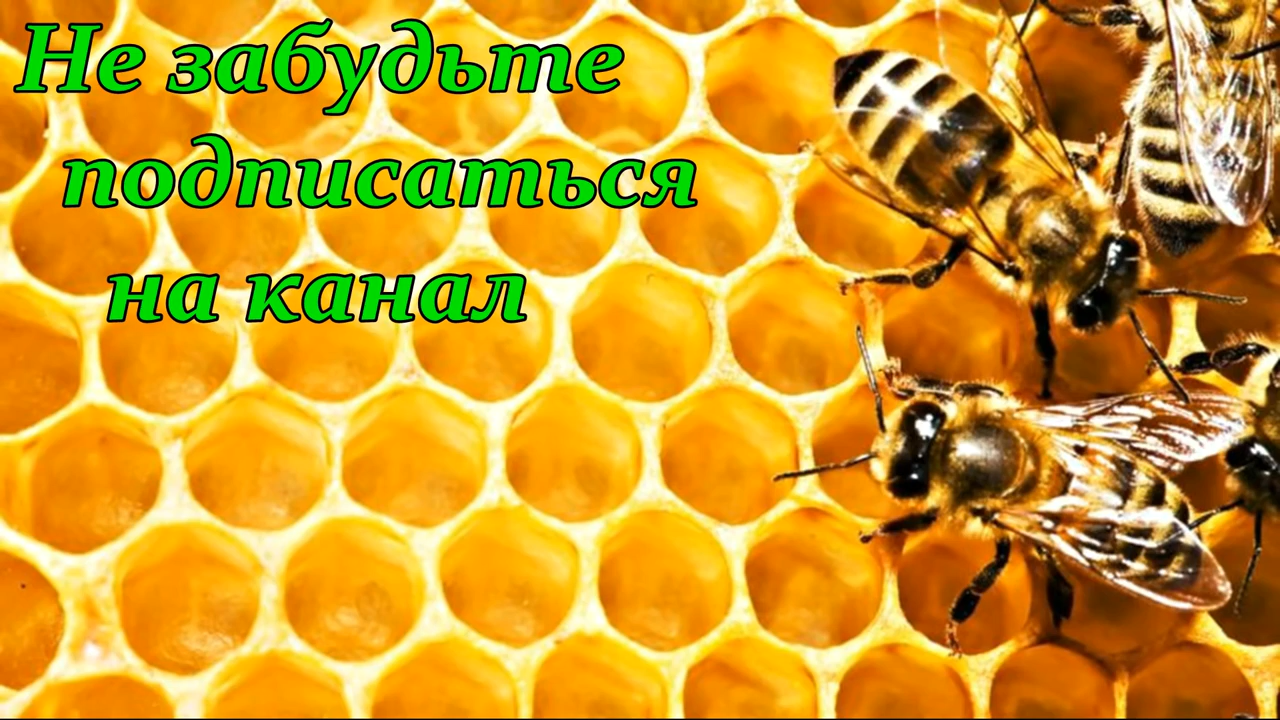 Не забудьте
подписаться
на канал